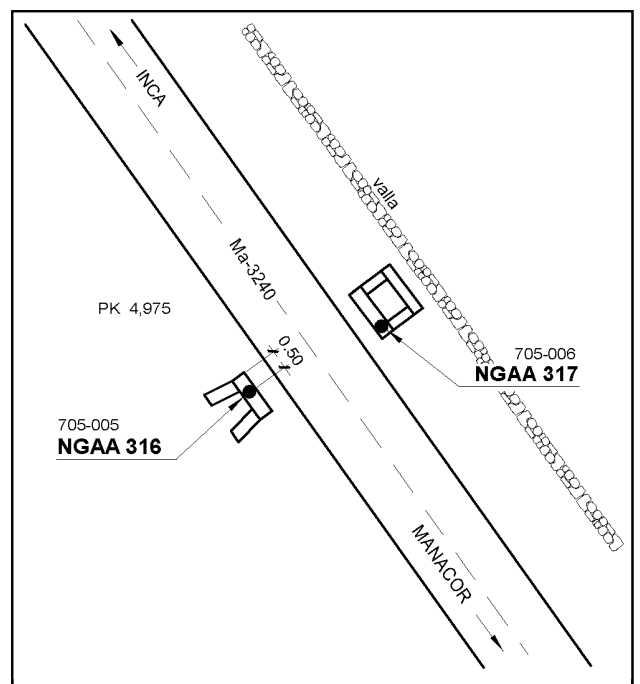 INCA
valla
Ma-3240
PK 4,975
0.50
705-006
NGAA 317
705-005
NGAA 316
MANACOR